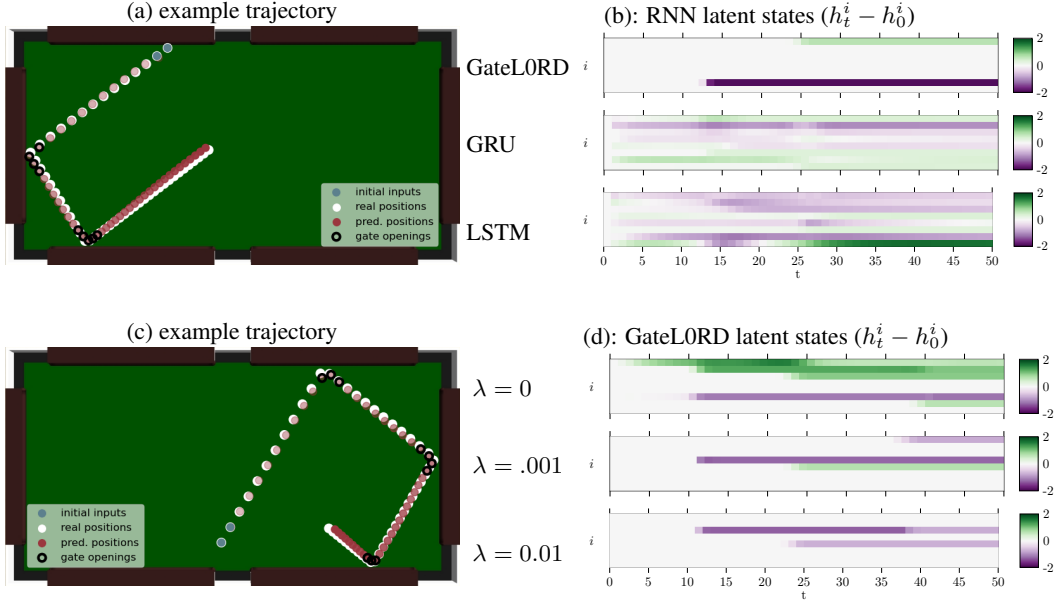 (a) example trajectory
(b): RNN latent states (h_t^i − h_0^i)
initial inputs
real positions
pred. positions
gate openings
GateL0RD
GRU
LSTM
i
2
0
-2
i
2
0
-2
i
2
0
-2
0 5 10 15 20 25 30 35 40 45 50
t
(c) example trajectory
(d): GateL0RD latent states (h_t^i − h_0^i)
initial inputs
real positions
pred. positions
gate openings
λ = 0
λ = .001
λ = 0.01
i
2
0
-2
i
2
0
-2
i
2
0
-2
0 5 10 15 20 25 30 35 40 45 50
t